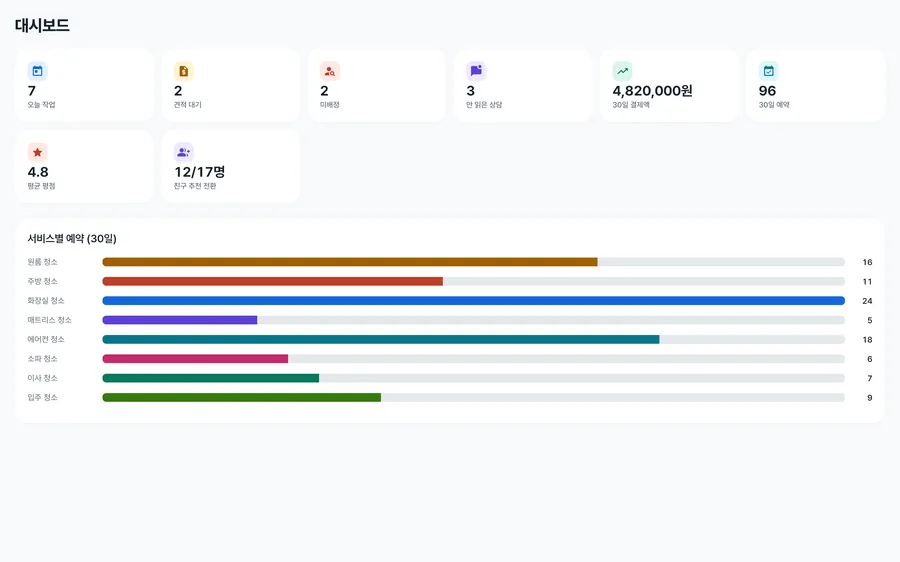 대시보드
7
오늘 작업
2
견적 대기
2
미배정
3
안 읽은 상담
4,820,000원
30일 결제액
96
30일 예약
4.8
평균 평점
12/17명
친구 추천 전환
서비스별 예약 (30일)
원룸 청소 16
주방 청소 11
화장실 청소 24
매트리스 청소 5
에어컨 청소 18
소파 청소 6
이사 청소 7
입주 청소 9